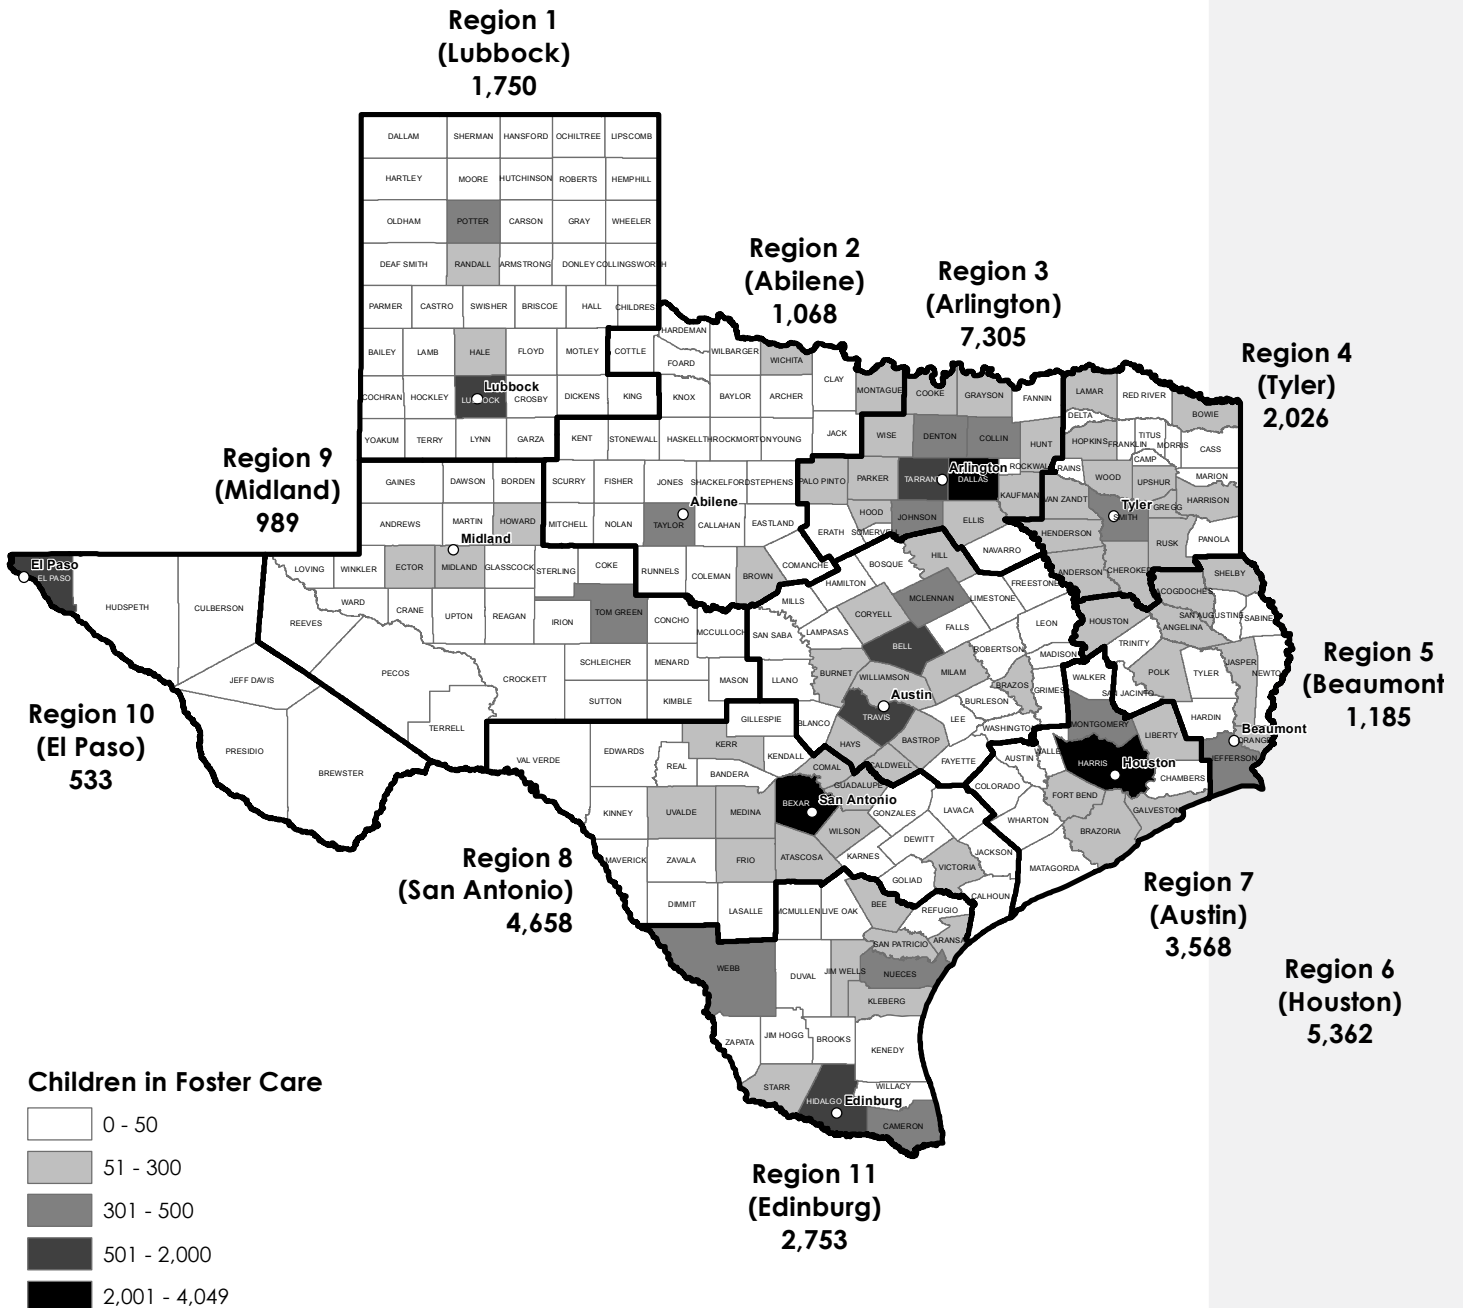 Region 1
(Lubbock)
1,750
DALLAM SHERMAN HANSFORD OCHILTREE LIPSCOMB
HARTLEY MOORE HUTCHINSON ROBERTS HEMPHILL
OLDHAM POTTER CARSON GRAY WHEELER
DEAF SMITH RANDALL ARMSTRONG DONLEY COLLINGSWORTH
PARMER CASTRO SWISHER BRISCOE HALL CHILDRES
BAILEY LAMB HALE FLOYD MOTLEY COTTLE
COCHRAN HOCKLEY CROSBY DICKENS KING
Lubbock
YOAKUM TERRY LYNN GARZA
Region 2
(Abilene)
1,068
HARDEMAN
FOARD WILBARGER WICHITA
KNOX BAYLOR ARCHER CLAY MONTAGUE
KENT STONEWALL HASKELL THROCKMORTON YOUNG JACK
SCURRY FISHER JONES SHACKELFORD STEPHENS
Abilene
MITCHELL NOLAN TAYLOR CALLAHAN EASTLAND
RUNNELS COLEMAN BROWN COMANCHE
Region 3
(Arlington)
7,305
COOKE GRAYSON FANNIN
WISE DENTON COLLIN HUNT
PALO PINTO PARKER TARRANT DALLAS ROCKWAL KAUFMAN
Arlington
ERATH HOOD SOMERVELL JOHNSON ELLIS NAVARRO
Region 4
(Tyler)
2,026
LAMAR RED RIVER BOWIE
DELTA HOPKINS FRANKLIN TITUS MORRIS CASS
CAMP
RAINS WOOD UPSHUR MARION
VAN ZANDT SMITH GREGG HARRISON
Tyler
HENDERSON RUSK PANOLA
ANDERSON CHEROKEE
Region 9
(Midland)
989
GAINES DAWSON BORDEN
ANDREWS MARTIN HOWARD
Midland
LOVING WINKLER ECTOR MIDLAND GLASSCOCK STERLING COKE
WARD CRANE UPTON REAGAN IRION TOM GREEN CONCHO
REEVES PECOS CROCKETT SCHLEICHER MENARD MCCULLOCH
SUTTON KIMBLE MASON
TERRELL
El Paso
EL PASO HUDSPETH CULBERSON
JEFF DAVIS
PRESIDIO BREWSTER
Region 10
(El Paso)
533
MILLS HAMILTON BOSQUE HILL
SAN SABA LAMPASAS CORYELL MCLENNAN LIMESTONE FREESTONE
BELL FALLS LEON
LLANO BURNET WILLIAMSON MILAM ROBERTSON MADISON
BRAZOS GRIMES
Austin
BLANCO TRAVIS LEE BURLESON
WASHINGTON
HAYS BASTROP FAYETTE
CALDWELL
HOUSTON NACOGDOCHES SHELBY
TRINITY ANGELINA SAN AUGUSTINE SABINE
POLK TYLER JASPER NEWTO
SAN JACINTO HARDIN
Beaumont
ORANGE
JEFFERSON
Region 5
(Beaumont
1,185
WALKER MONTGOMERY LIBERTY
AUSTIN WALLE HARRIS CHAMBERS
Houston
COLORADO FORT BEND GALVESTON
WHARTON BRAZORIA
MATAGORDA
EDWARDS KERR GILLESPIE
VAL VERDE REAL BANDERA KENDALL COMAL
GUADALUPE
KINNEY UVALDE MEDINA BEXAR GONZALES LAVACA
San Antonio
WILSON DEWITT
MAVERICK ZAVALA FRIO ATASCOSA KARNES JACKSON
GOLIAD VICTORIA
DIMMIT LASALLE CALHOUN
Region 8
(San Antonio)
4,658
Region 7
(Austin)
3,568
Region 6
(Houston)
5,362
MCMULLEN LIVE OAK BEE REFUGIO
SAN PATRICIO ARANSA
WEBB DUVAL JIM WELLS NUECES
KLEBERG
ZAPATA JIM HOGG BROOKS KENEDY
STARR HIDALGO WILLACY
Edinburg
CAMERON
Region 11
(Edinburg)
2,753
Children in Foster Care
0 - 50
51 - 300
301 - 500
501 - 2,000
2,001 - 4,049